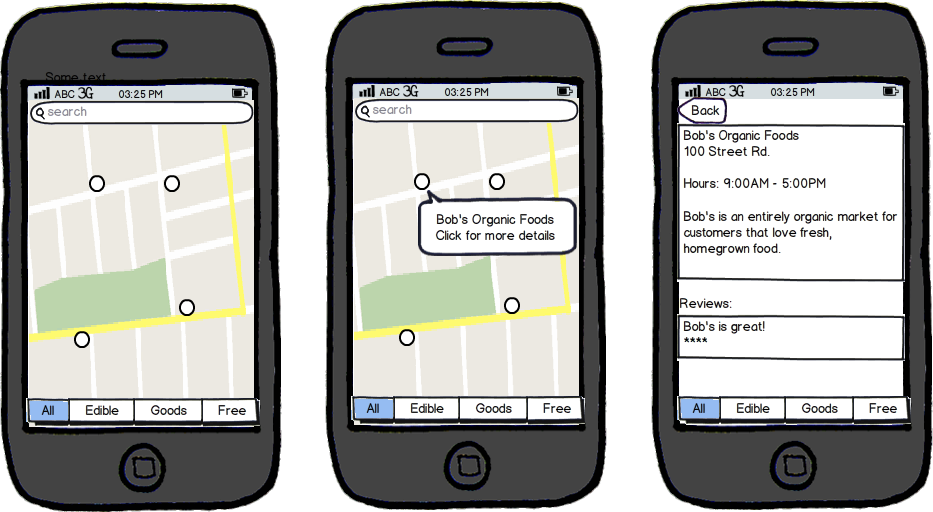 Some text
ABC 3G 03:25 PM
search
All Edible Goods Free
ABC 3G 03:25 PM
search
Bob's Organic Foods
Click for more details
All Edible Goods Free
ABC 3G 03:25 PM
Back
Bob's Organic Foods
100 Street Rd.
Hours: 9:00AM - 5:00PM
Bob's is an entirely organic market for
customers that love fresh,
homegrown food.
Reviews:
Bob's is great!
****
All Edible Goods Free